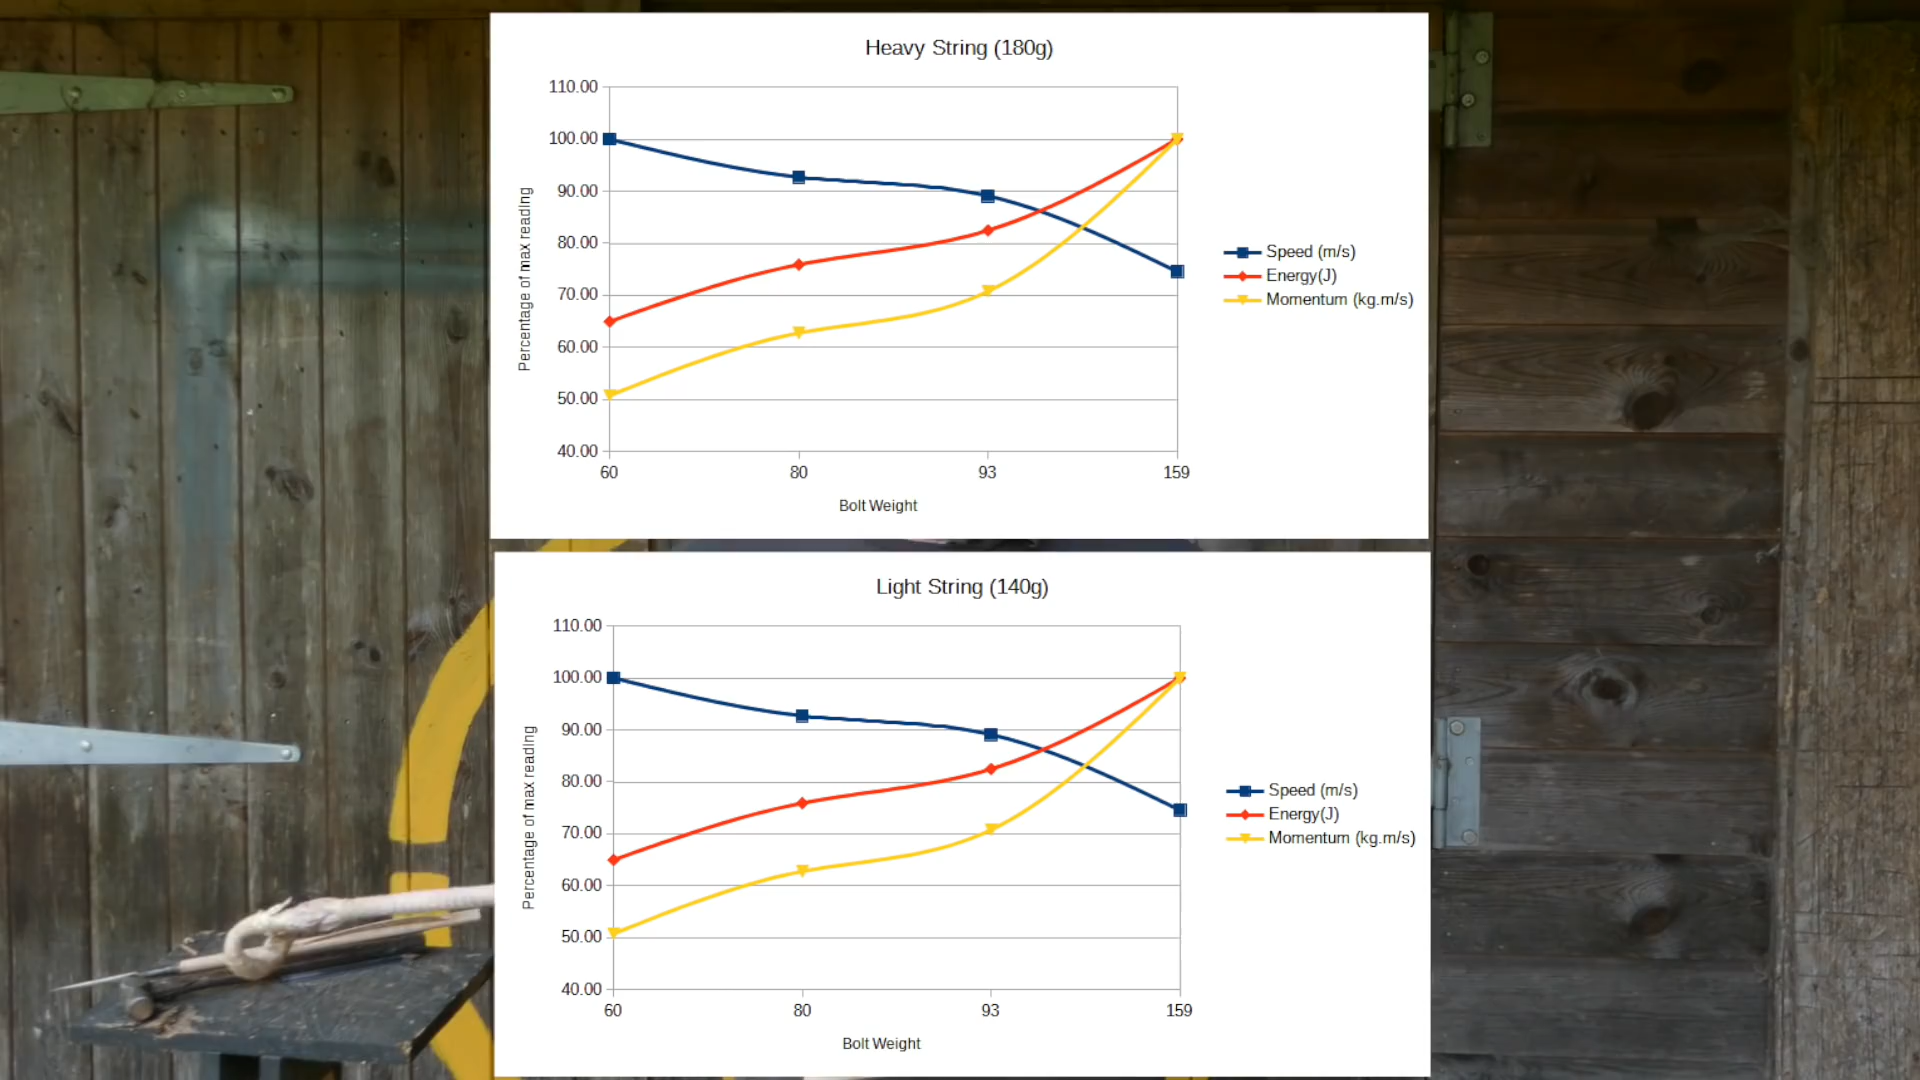 Heavy String (180g)
110.00
100.00
90.00
80.00
70.00
60.00
50.00
40.00
Percentage of max reading
60 80 93 159
Bolt Weight
Speed (m/s)
Energy(J)
Momentum (kg.m/s)
Light String (140g)
110.00
100.00
90.00
80.00
70.00
60.00
50.00
40.00
Percentage of max reading
60 80 93 159
Bolt Weight
Speed (m/s)
Energy(J)
Momentum (kg.m/s)